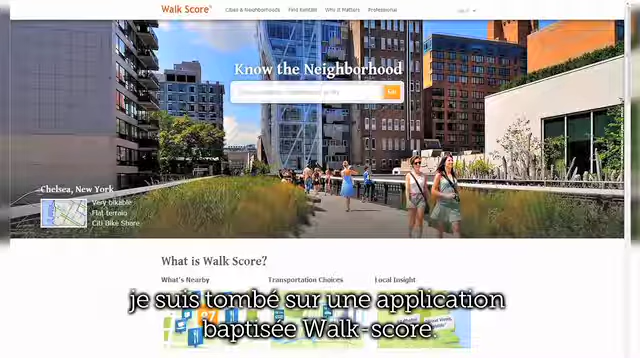 Walk Score
Cities & Neighborhoods Find Rentals Why It Matters Professional
Know the Neighborhood
Go
Chelsea, New York
Very bikable
Flat terrain
Citi Bike Share
What is Walk Score?
What's Nearby Transportation Choices Local Insight
je suis tombé sur une application
baptisée Walk-score.